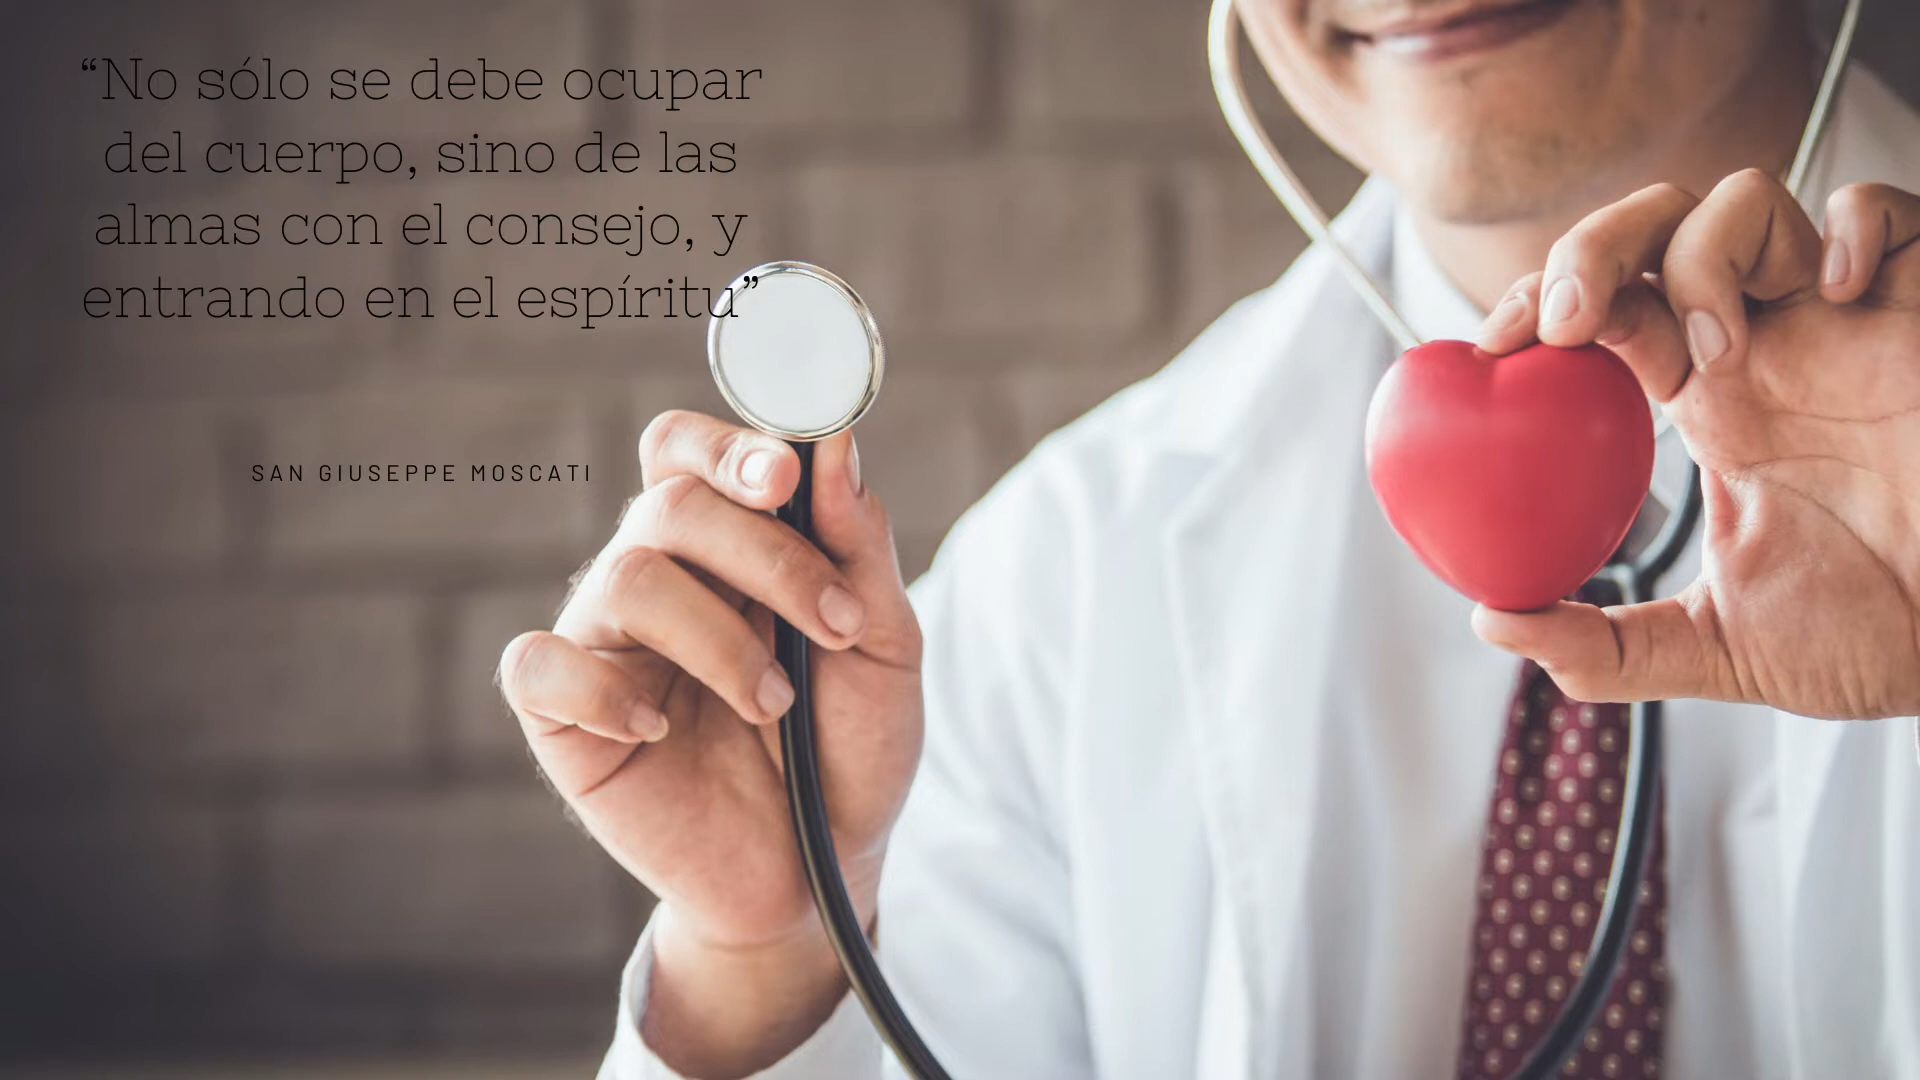 “No sólo se debe ocupar
del cuerpo, sino de las
almas con el consejo, y
entrando en el espíritu”
SAN GIUSEPPE MOSCATI